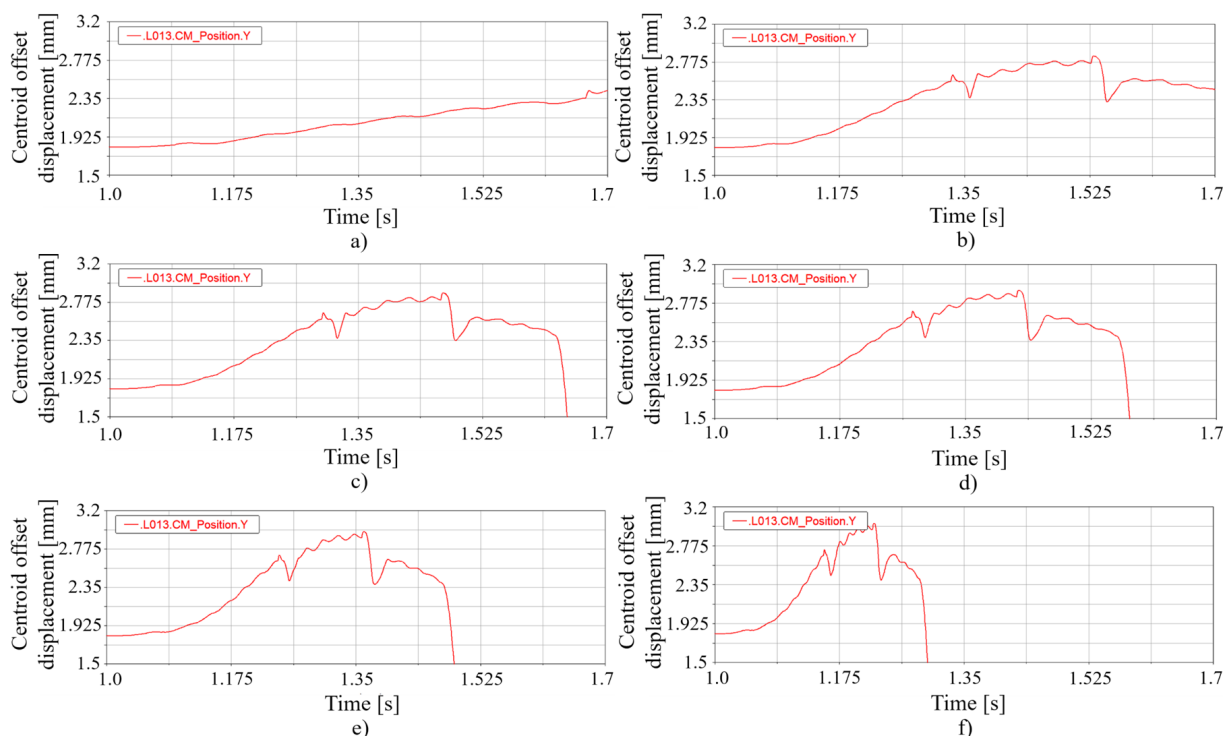 Centroid offset
displacement [mm]
3.2
2.775
2.35
1.925
1.5
.L013.CM_Position.Y
1.0 1.175 1.35 1.525 1.7
Time [s]
a)
Centroid offset
displacement [mm]
3.2
2.775
2.35
1.925
1.5
.L013.CM_Position.Y
1.0 1.175 1.35 1.525 1.7
Time [s]
b)
Centroid offset
displacement [mm]
3.2
2.775
2.35
1.925
1.5
.L013.CM_Position.Y
1.0 1.175 1.35 1.525 1.7
Time [s]
c)
Centroid offset
displacement [mm]
3.2
2.775
2.35
1.925
1.5
.L013.CM_Position.Y
1.0 1.175 1.35 1.525 1.7
Time [s]
d)
Centroid offset
displacement [mm]
3.2
2.775
2.35
1.925
1.5
.L013.CM_Position.Y
1.0 1.175 1.35 1.525 1.7
Time [s]
e)
Centroid offset
displacement [mm]
3.2
2.775
2.35
1.925
1.5
.L013.CM_Position.Y
1.0 1.175 1.35 1.525 1.7
Time [s]
f)